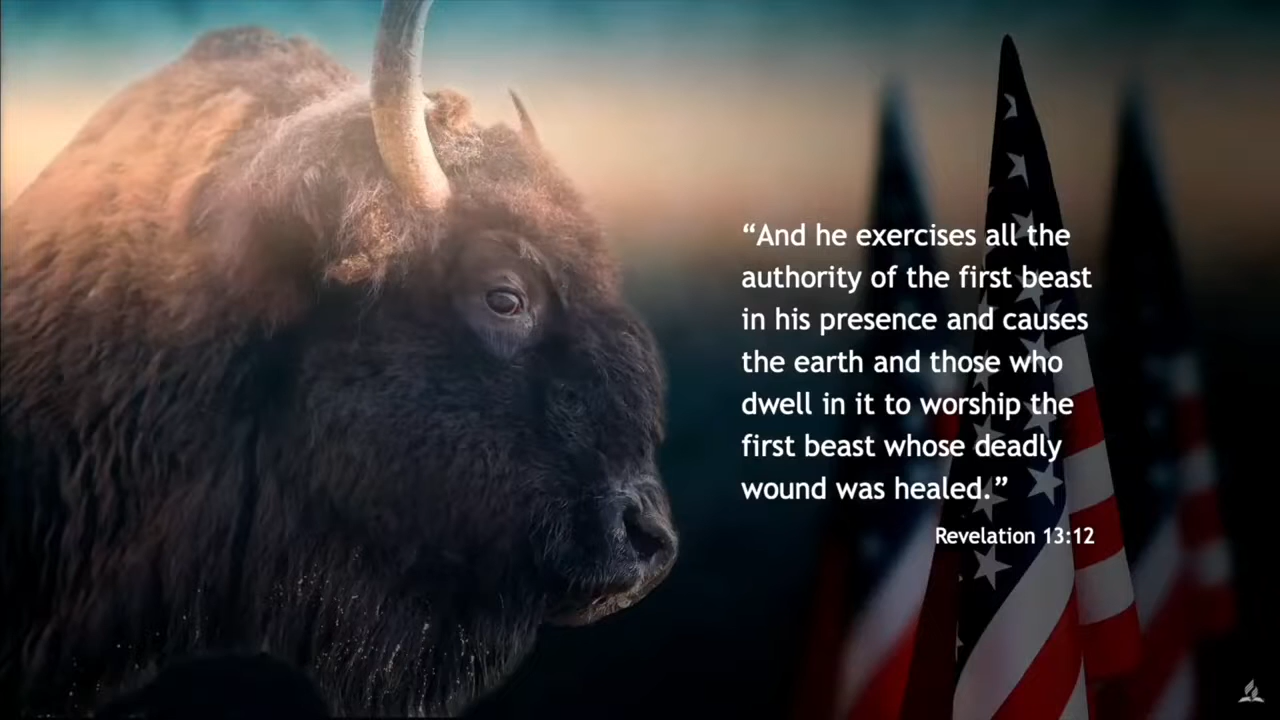 “And he exercises all the
authority of the first beast
in his presence and causes
the earth and those who
dwell in it to worship the
first beast whose deadly
wound was healed.”
Revelation 13:12